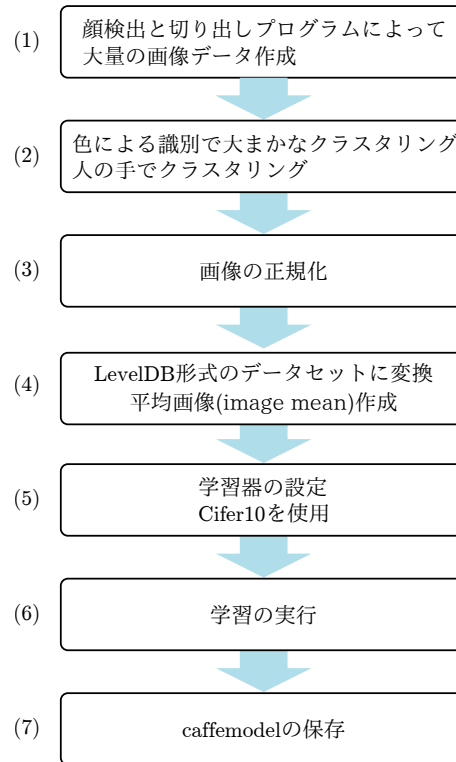 (1) 顔検出と切り出しプログラムによって
大量の画像データ作成
(2) 色による識別で大まかなクラスタリング
人の手でクラスタリング
(3) 画像の正規化
(4) LevelDB形式のデータセットに変換
平均画像(image mean)作成
(5) 学習器の設定
Cifer10を使用
(6) 学習の実行
(7) caffemodelの保存